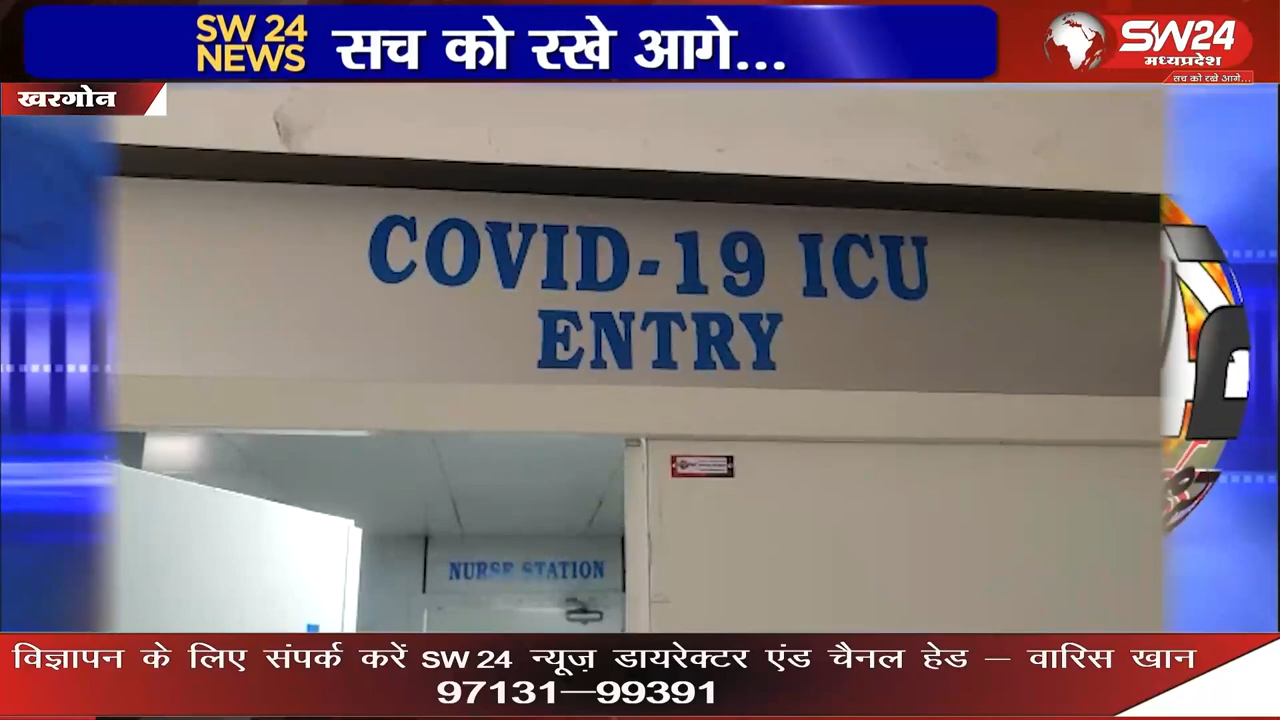 SW 24
NEWS
सच को रखे आगे...
SW24
मध्यप्रदेश
सच को रखे आगे...
खरगोन
COVID-19 ICU
ENTRY
NURSE STATION
विज्ञापन के लिए संपर्क करें SW 24 न्यूज़ डायरेक्टर एंड चैनल हेड – वारिस खान
97131–99391